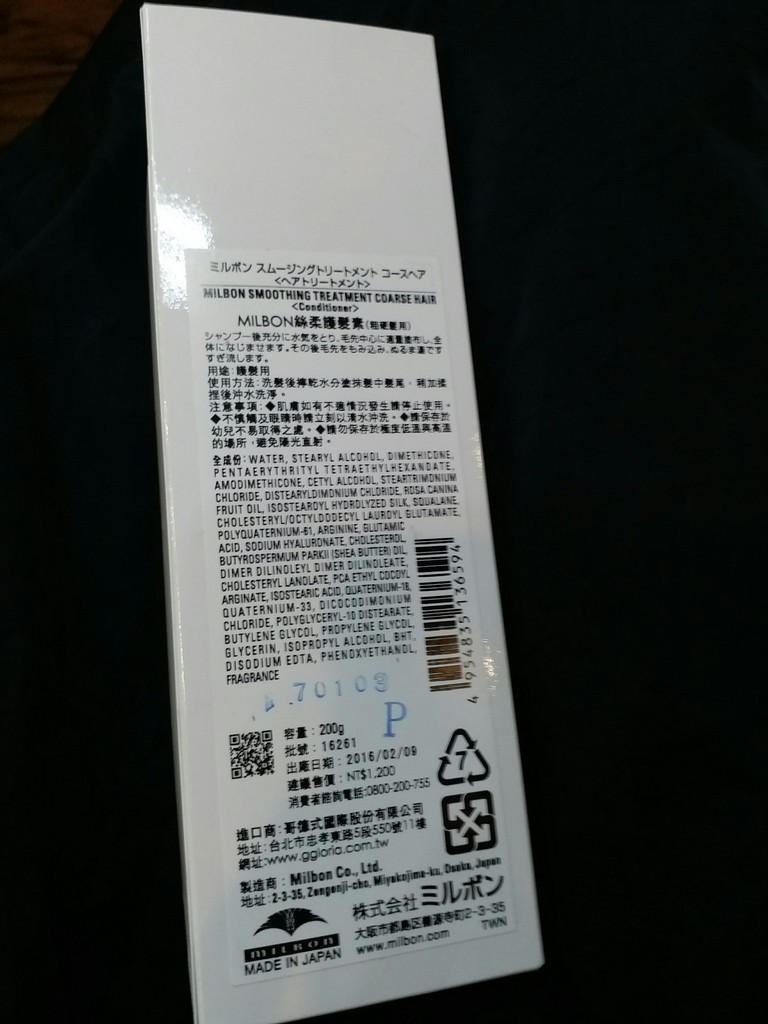 ミルボン スムージングトリートメント コースヘア
<ヘアトリートメント>
MILBON SMOOTHING TREATMENT COARSE HAIR
<Conditioner>
MILBON絲柔護髮素(粗硬髮用)
シャンプー後充分に水気をとり、毛先中心に適量塗布し、全
体になじませます。その後毛先をもみ込み、ぬるま湯です
すぎ流します。
用途:護髮用
使用方法:洗髮後擰乾水分塗抹髮中髮尾,稍加揉
捏後沖水洗淨。
注意事項:◆肌膚如有不適情況發生請停止使用。
◆不慎觸及眼睛時請立刻以清水沖洗。◆請保存於
幼兒不易取得之處。◆請勿保存於極度低溫與高溫
的場所,避免陽光直射。
全成份:WATER, STEARYL ALCOHOL, DIMETHICONE,
PENTAERYTHRITYL TETRAETHYLHEXANOATE,
AMODIMETHICONE, CETYL ALCOHOL, STEARTRIMONIUM
CHLORIDE, DISTEARYLDIMONIUM CHLORIDE, ROSA CANINA
FRUIT OIL, ISOSTEAROYL HYDROLYZED SILK, SQUALANE,
CHOLESTERYL/OCTYLDODECYL LAUROYL GLUTAMATE,
POLYQUATERNIUM-61, ARGININE, GLUTAMIC
ACID, SODIUM HYALURONATE, CHOLESTEROL,
BUTYROSPERMUM PARKII (SHEA BUTTER) OIL,
DIMER DILINOLEYL DIMER DILINOLEATE,
CHOLESTERYL LANOLATE, PCA ETHYL COCOYL
ARGINATE, ISOSTEARIC ACID, QUATERNIUM-18,
QUATERNIUM-33, DICOCODIMONIUM
CHLORIDE, POLYGLYCERYL-10 DISTEARATE,
BUTYLENE GLYCOL, PROPYLENE GLYCOL,
GLYCERIN, ISOPROPYL ALCOHOL, BHT,
DISODIUM EDTA, PHENOXYETHANOL,
FRAGRANCE
4 954835 136594
70103
P
容量:200g
批號:16261
出廠日期:2016/02/09
建議售價:NT$1,200
消費者諮詢電話:0800-200-755
7
進口商:哥德式國際股份有限公司
地址:台北市忠孝東路5段550號11樓
網址:www.ggloria.com.tw
製造商:Milbon Co., Ltd.
地址:2-3-35, Zengenji-cho, Miyakojima-ku, Osaka, Japan
株式会社ミルボン
大阪市都島区善源寺町2-3-35
www.milbon.com TWN
MILBON
MADE IN JAPAN